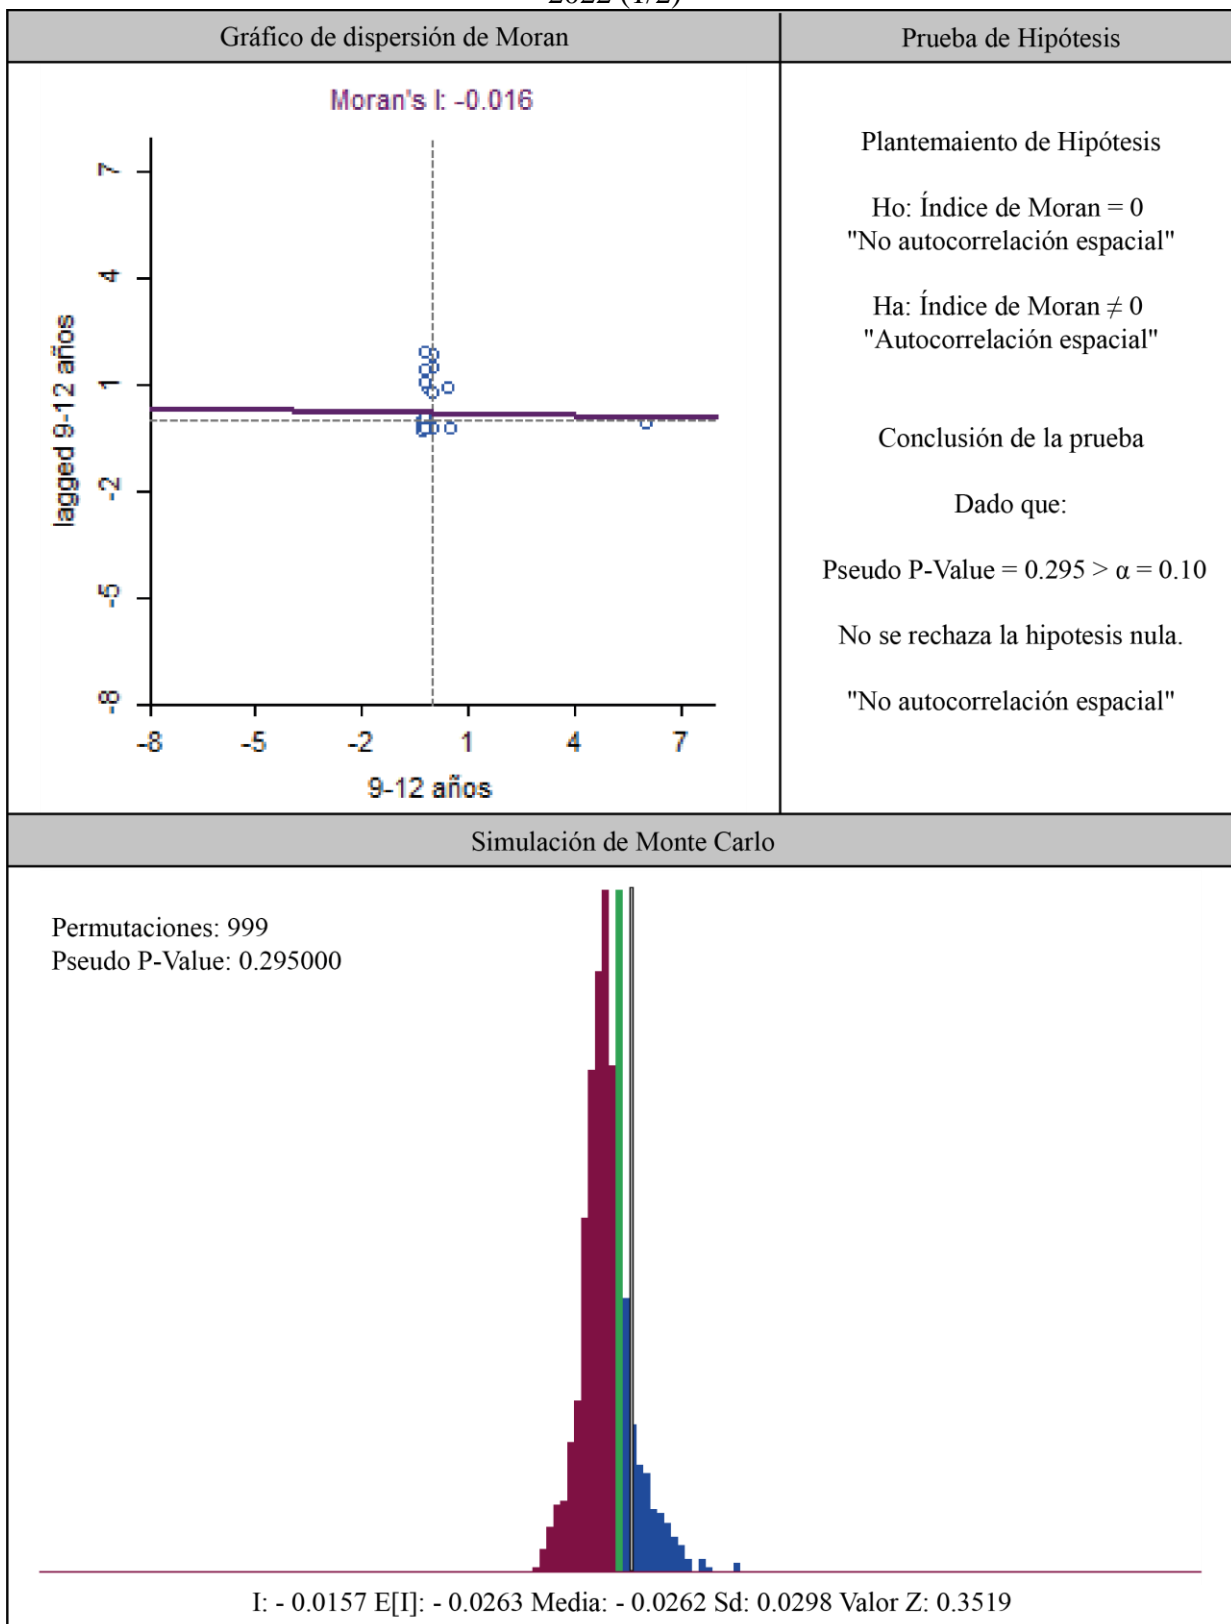 2022 (1/2)
Gráfico de dispersión de Moran
Prueba de Hipótesis
Moran's I: -0.016
7
4
1
-2
-5
-8
lagged 9-12 años
-8 -5 -2 1 4 7
9-12 años
Plantemaiento de Hipótesis
Ho: Índice de Moran = 0
"No autocorrelación espacial"
Ha: Índice de Moran ≠ 0
"Autocorrelación espacial"
Conclusión de la prueba
Dado que:
Pseudo P-Value = 0.295 > α = 0.10
No se rechaza la hipotesis nula.
"No autocorrelación espacial"
Simulación de Monte Carlo
Permutaciones: 999
Pseudo P-Value: 0.295000
I: - 0.0157 E[I]: - 0.0263 Media: - 0.0262 Sd: 0.0298 Valor Z: 0.3519